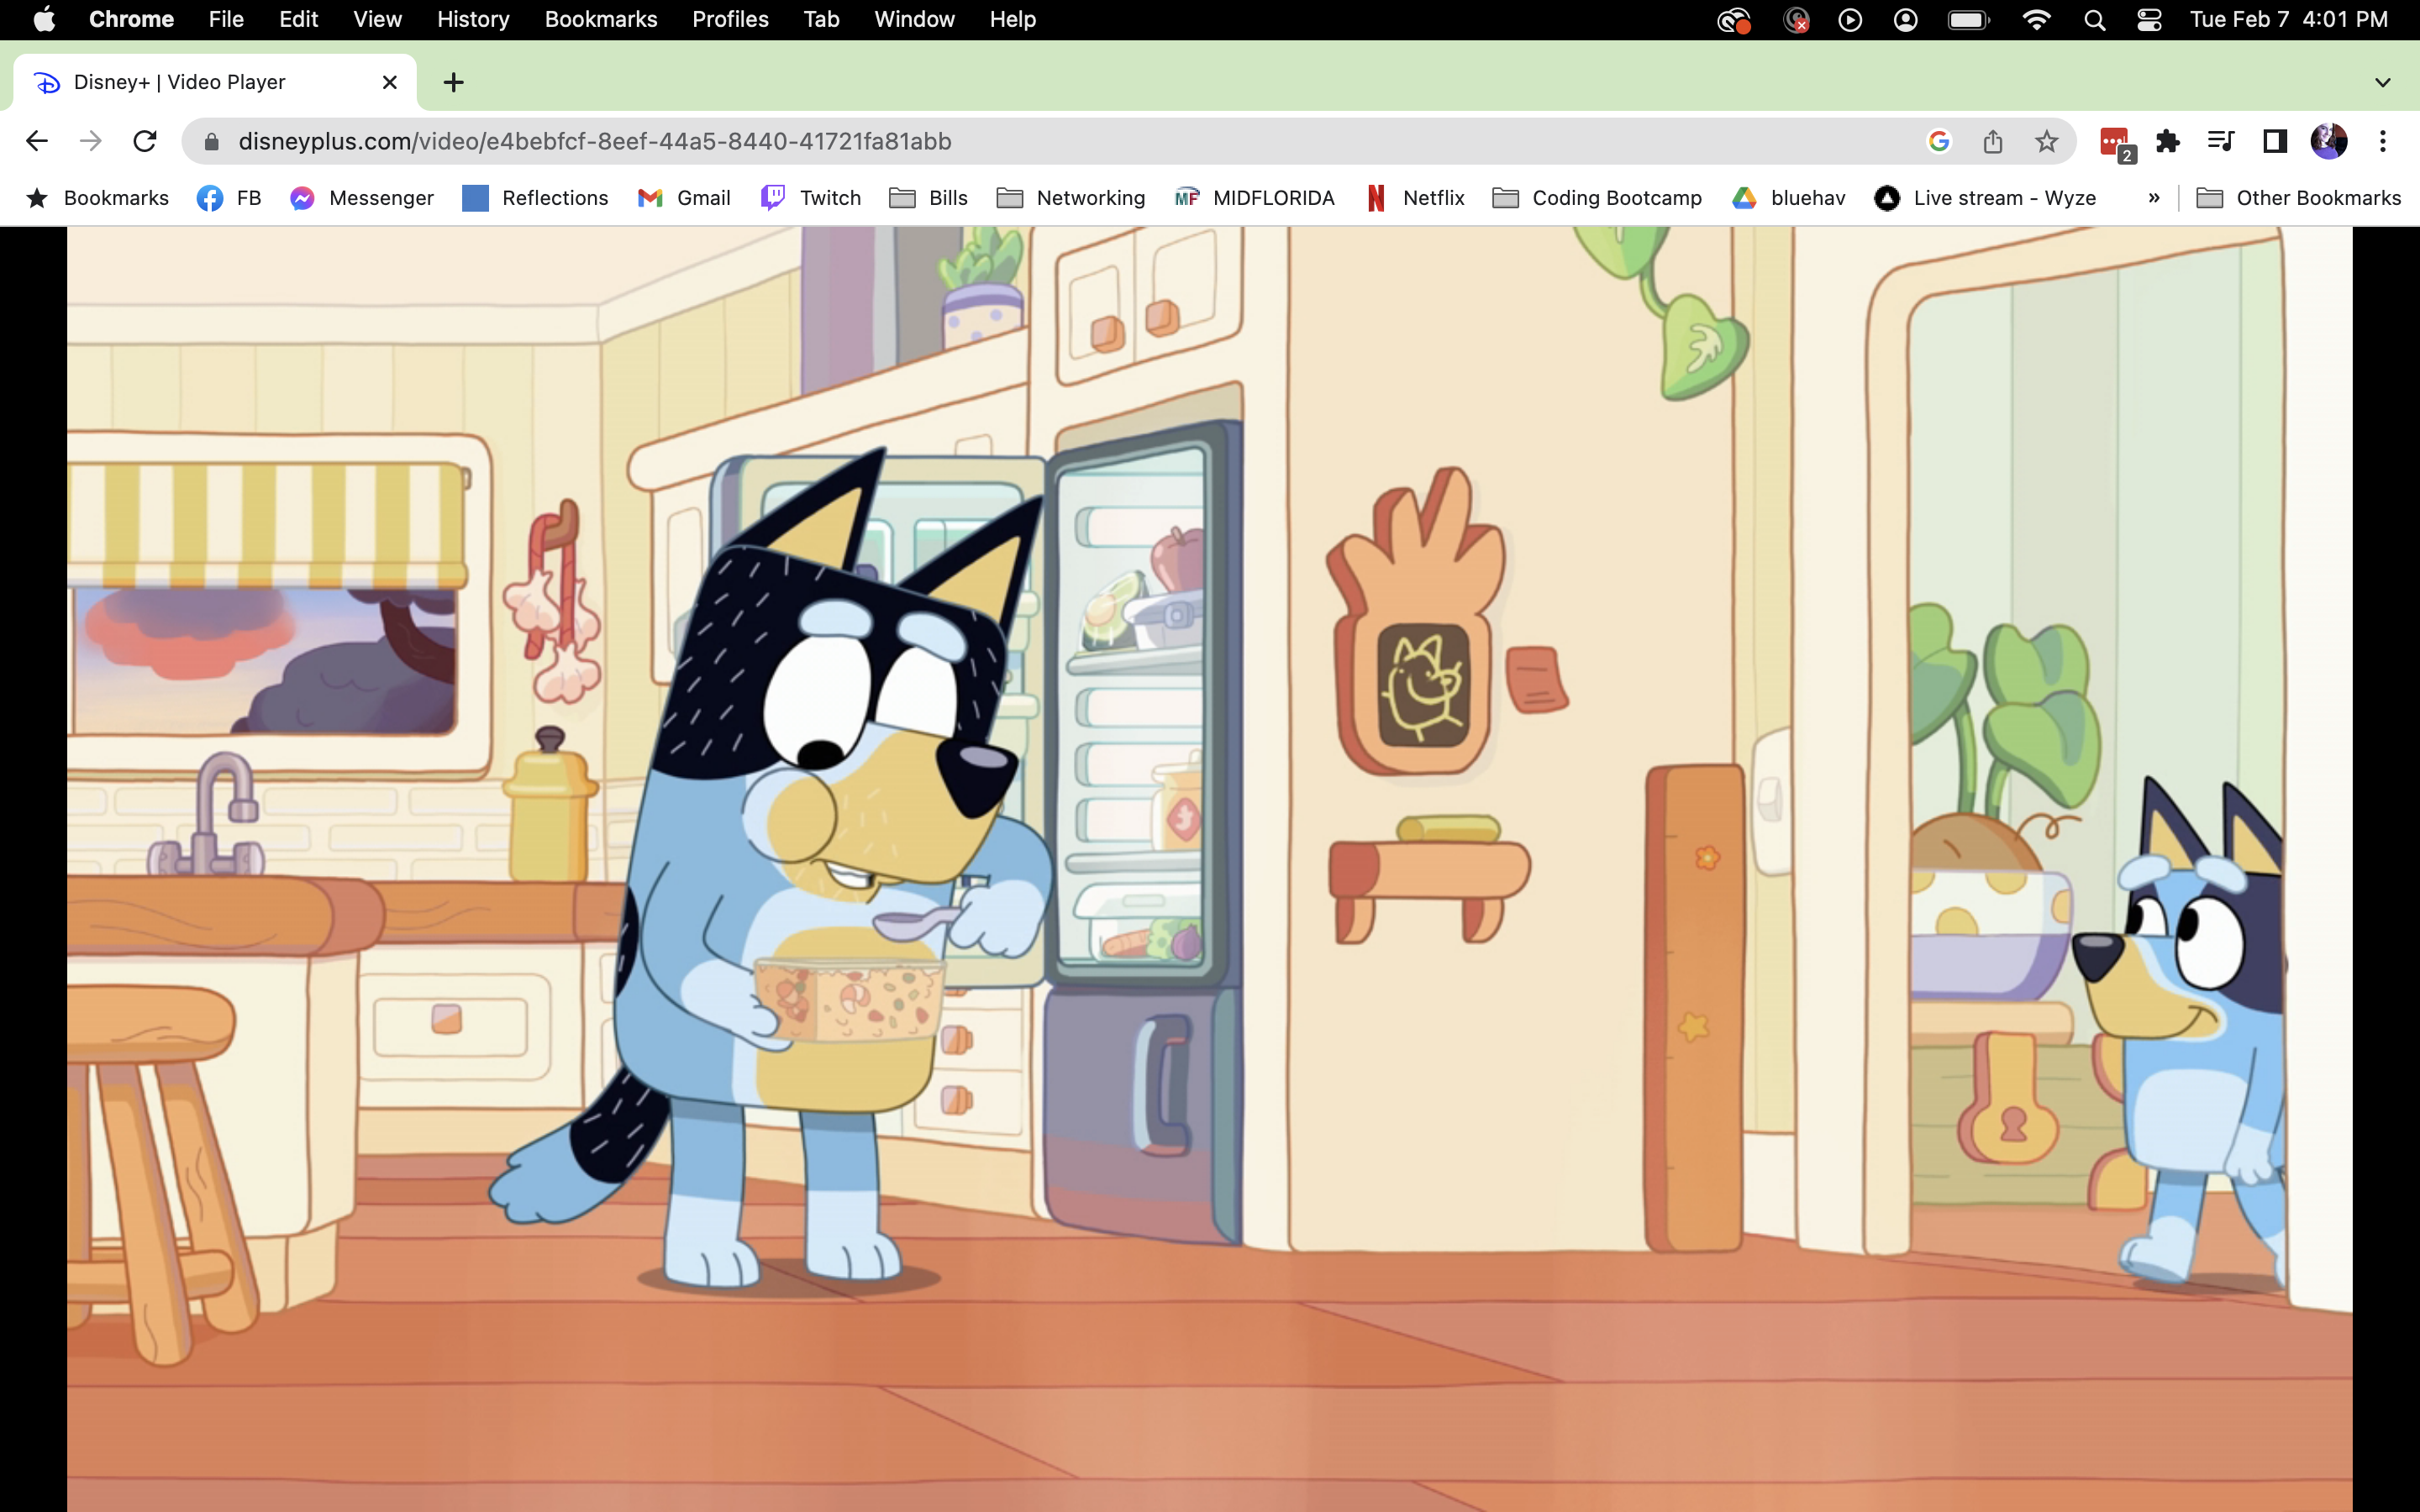 Chrome File Edit View History Bookmarks Profiles Tab Window Help Tue Feb 7 4:01 PM
Disney+ | Video Player
disneyplus.com/video/e4bebfcf-8eef-44a5-8440-41721fa81abb 2
Bookmarks FB Messenger Reflections Gmail Twitch Bills Networking MF MIDFLORIDA Netflix Coding Bootcamp bluehav Live stream - Wyze » Other Bookmarks